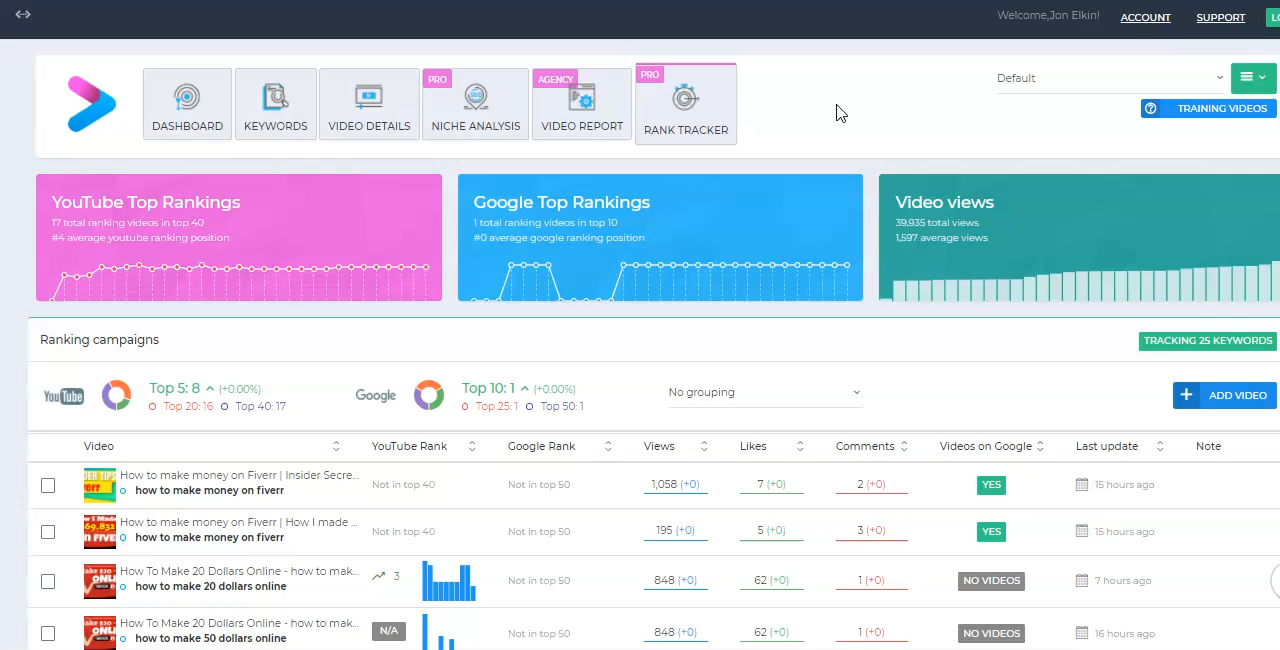 Welcome,Jon Elkin!
ACCOUNT
SUPPORT
LO
PRO
AGENCY
PRO
DASHBOARD
KEYWORDS
VIDEO DETAILS
NICHE ANALYSIS
VIDEO REPORT
RANK TRACKER
Default
TRAINING VIDEOS
YouTube Top Rankings
17 total ranking videos in top 40
#4 average youtube ranking position
Google Top Rankings
1 total ranking videos in top 10
#0 average google ranking position
Video views
39,935 total views
1,597 average views
Ranking campaigns
TRACKING 25 KEYWORDS
YouTube
Top 5: 8 (+0.00%)
Top 20: 16 Top 40: 17
Google
Top 10: 1 (+0.00%)
Top 25: 1 Top 50: 1
No grouping
+ ADD VIDEO
Video YouTube Rank Google Rank Views Likes Comments Videos on Google Last update Note
How to make money on Fiverr | Insider Secre...
how to make money on fiverr
Not in top 40 Not in top 50 1,058 (+0) 7 (+0) 2 (+0) YES 15 hours ago
How to make money on Fiverr | How I made ...
how to make money on fiverr
Not in top 40 Not in top 50 195 (+0) 5 (+0) 3 (+0) YES 15 hours ago
How To Make 20 Dollars Online - how to mak...
how to make 20 dollars online
3 Not in top 50 848 (+0) 62 (+0) 1 (+0) NO VIDEOS 7 hours ago
How To Make 20 Dollars Online - how to mak...
how to make 50 dollars online
N/A Not in top 50 848 (+0) 62 (+0) 1 (+0) NO VIDEOS 16 hours ago